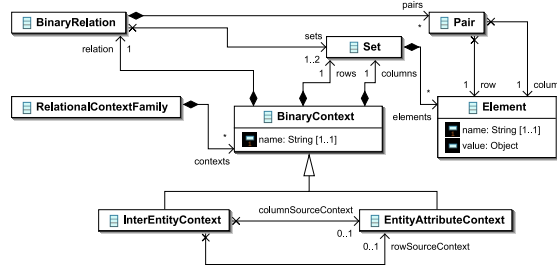 BinaryRelation
pairs
*
Pair
relation
1
sets
1..2
Set
1 rows
1 columns
*
elements
1
row
1
colum
Element
name: String [1..1]
value: Object
RelationalContextFamily
*
contexts
BinaryContext
name: String [1..1]
InterEntityContext
columnSourceContext
0..1
EntityAttributeContext
0..1
rowSourceContext